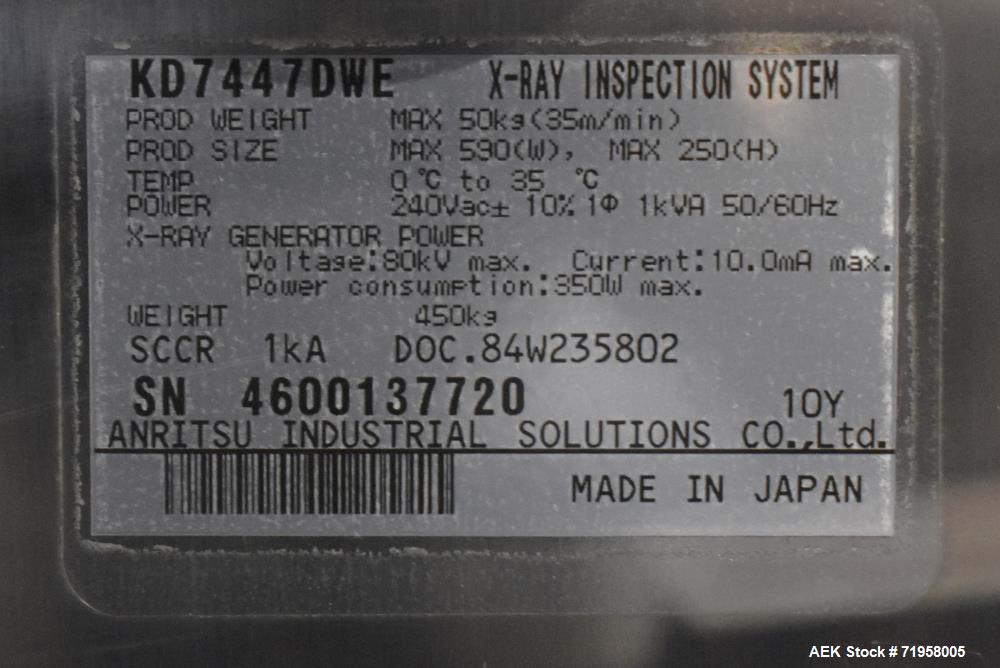 KD7447DWE X-RAY INSPECTION SYSTEM
PROD WEIGHT MAX 50kg(35m/min)
PROD SIZE MAX 590(W), MAX 250(H)
TEMP 0℃ to 35 ℃
POWER 240Vac± 10% 1Φ 1kVA 50/60Hz
X-RAY GENERATOR POWER
Voltage:80kV max. Current:10.0mA max.
Power consumption:350W max.
WEIGHT 450kg
SCCR 1kA DOC.84W235802
SN 4600137720 10Y
ANRITSU INDUSTRIAL SOLUTIONS CO.,Ltd.
MADE IN JAPAN
AEK Stock # 71958005